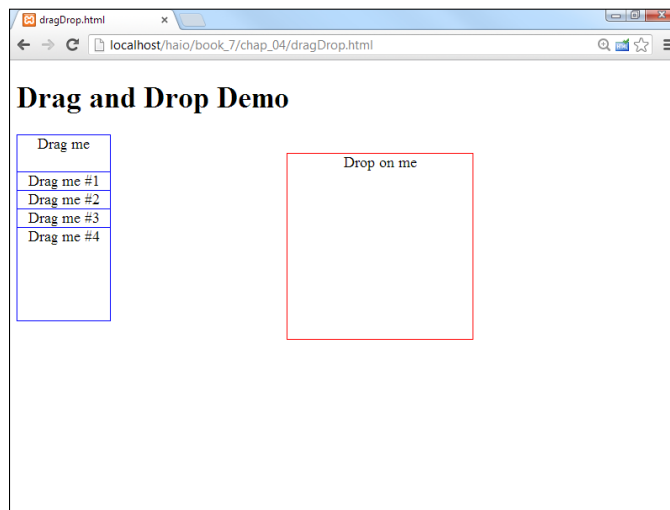 dragDrop.html
localhost/haio/book_7/chap_04/dragDrop.html
Drag and Drop Demo
Drag me
Drag me #1
Drag me #2
Drag me #3
Drag me #4
Drop on me